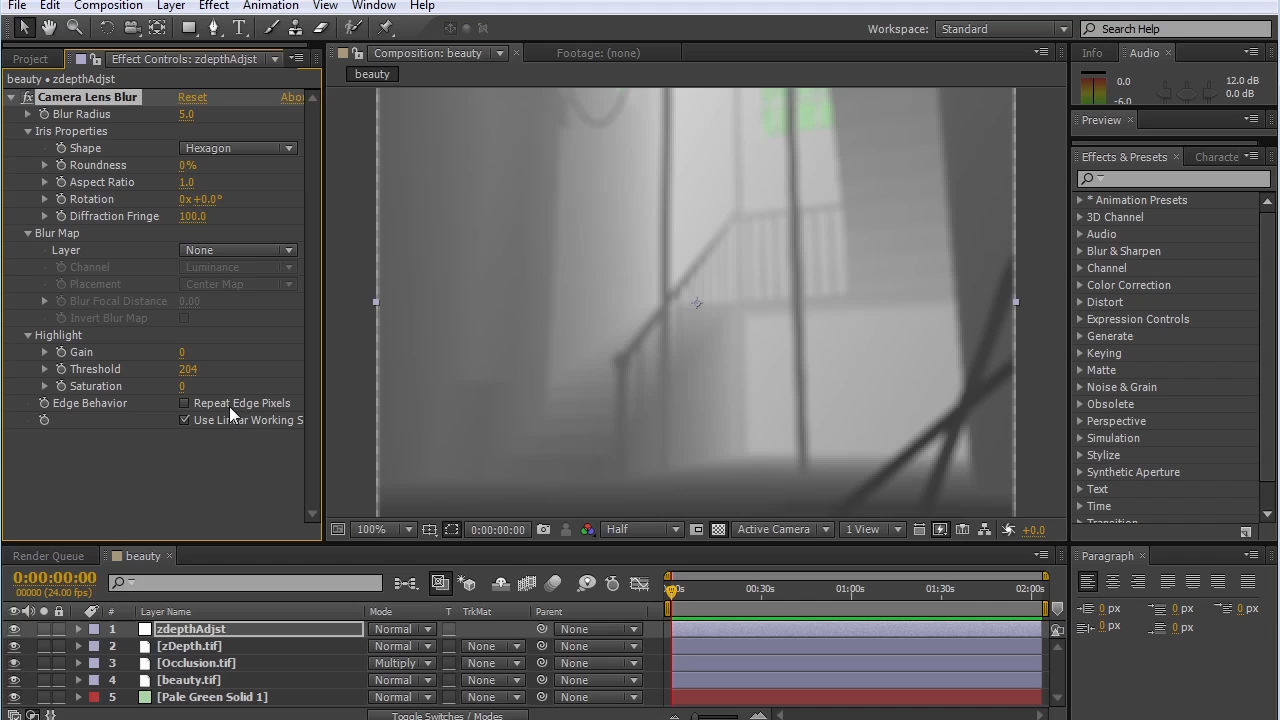 File Edit Composition Layer Effect Animation View Window Help
Workspace: Standard Search Help
Project Effect Controls: zdepthAdjst Composition: beauty Footage: (none) Info Audio
beauty • zdepthAdjst beauty
fx Camera Lens Blur Reset Abo
Blur Radius 5.0
Iris Properties
Shape Hexagon
Roundness 0%
Aspect Ratio 1.0
Rotation 0x+0.0°
Diffraction Fringe 100.0
Blur Map
Layer None
Channel Luminance
Placement Center Map
Blur Focal Distance 0.00
Invert Blur Map
Highlight
Gain 0
Threshold 204
Saturation 0
Edge Behavior Repeat Edge Pixels
Use Linear Working S
0.0 12.0 dB
-6.0 0.0 dB
Preview
Effects & Presets Characte
* Animation Presets
3D Channel
Audio
Blur & Sharpen
Channel
Color Correction
Distort
Expression Controls
Generate
Keying
Matte
Noise & Grain
Obsolete
Perspective
Simulation
Stylize
Synthetic Aperture
Text
Time
Transition
100% 0:00:00:00 Half Active Camera 1 View +0.0
Render Queue beauty Paragraph
0:00:00:00
00000 (24.00 fps)
00:30s 01:00s 01:30s 02:00s
# Layer Name Mode T TrkMat Parent
1 zdepthAdjst Normal None
2 [zDepth.tif] Normal None None
3 [Occlusion.tif] Multiply None None
4 [beauty.tif] Normal None None
5 [Pale Green Solid 1] Normal None None
Toggle Switches / Modes
0 px 0 px 0 px
0 px 0 px